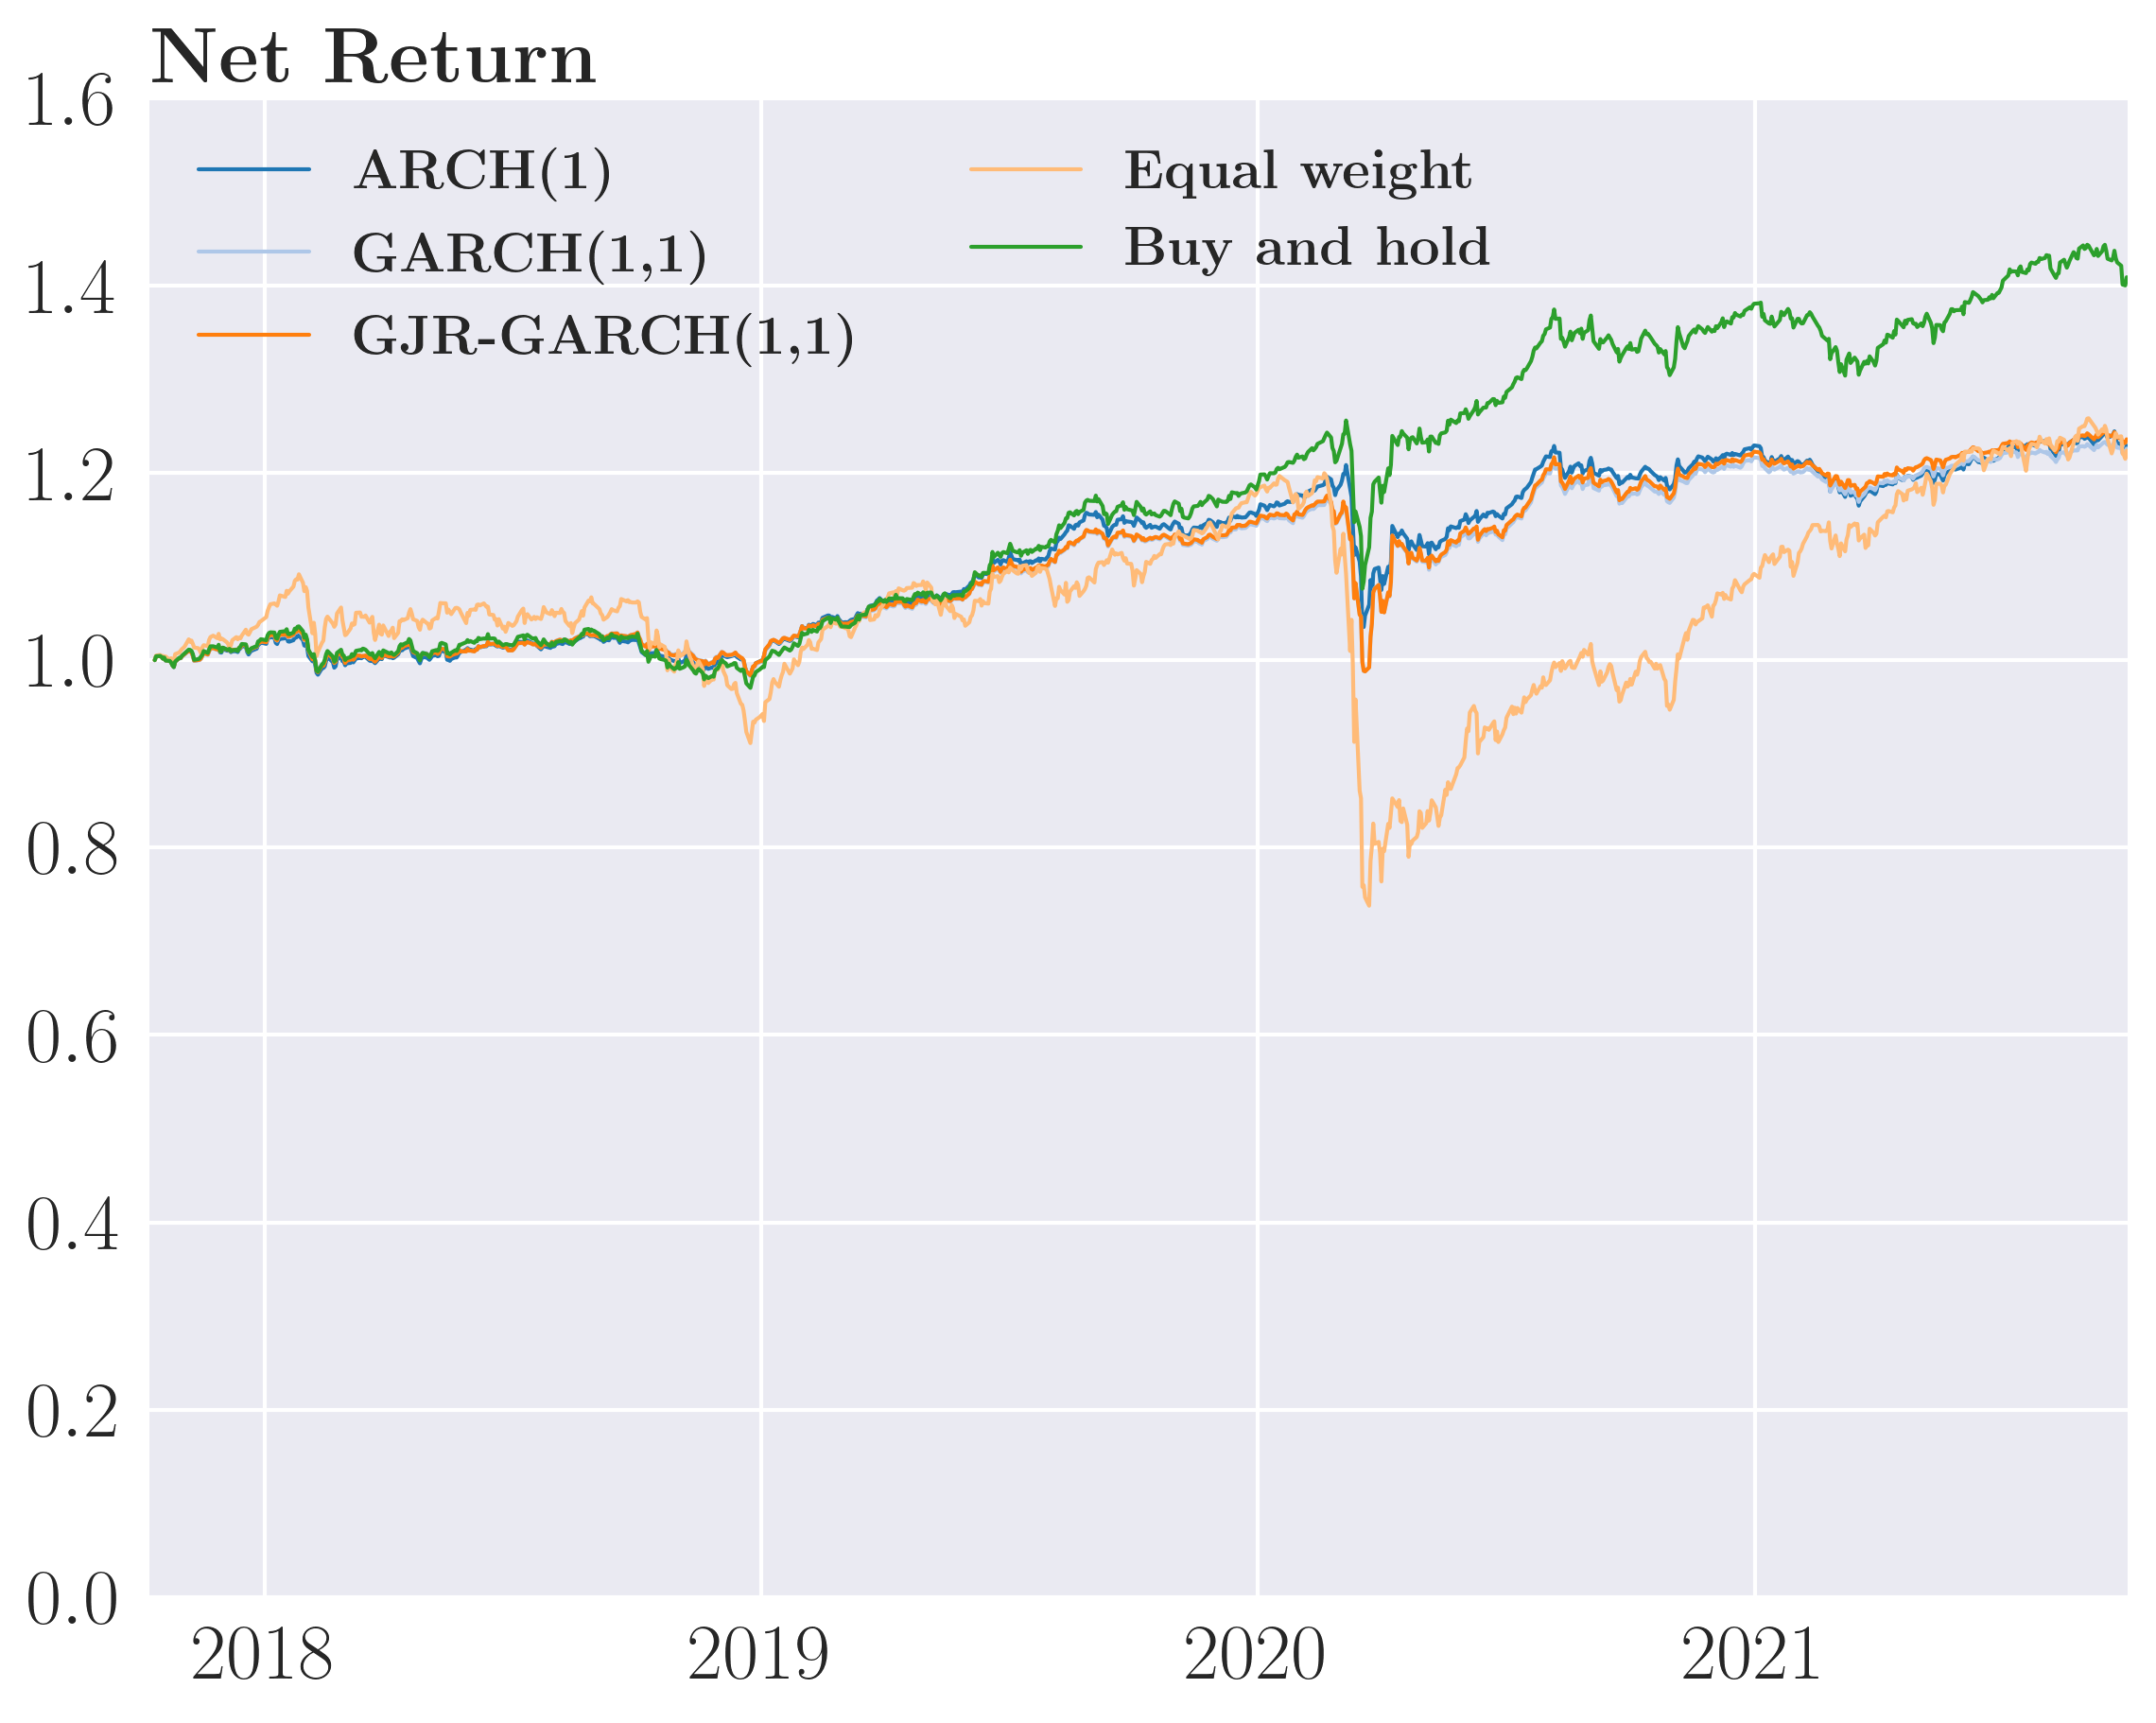 Net Return
1.6
1.4
1.2
1.0
0.8
0.6
0.4
0.2
0.0
ARCH(1)
GARCH(1,1)
GJR-GARCH(1,1)
Equal weight
Buy and hold
2018 2019 2020 2021